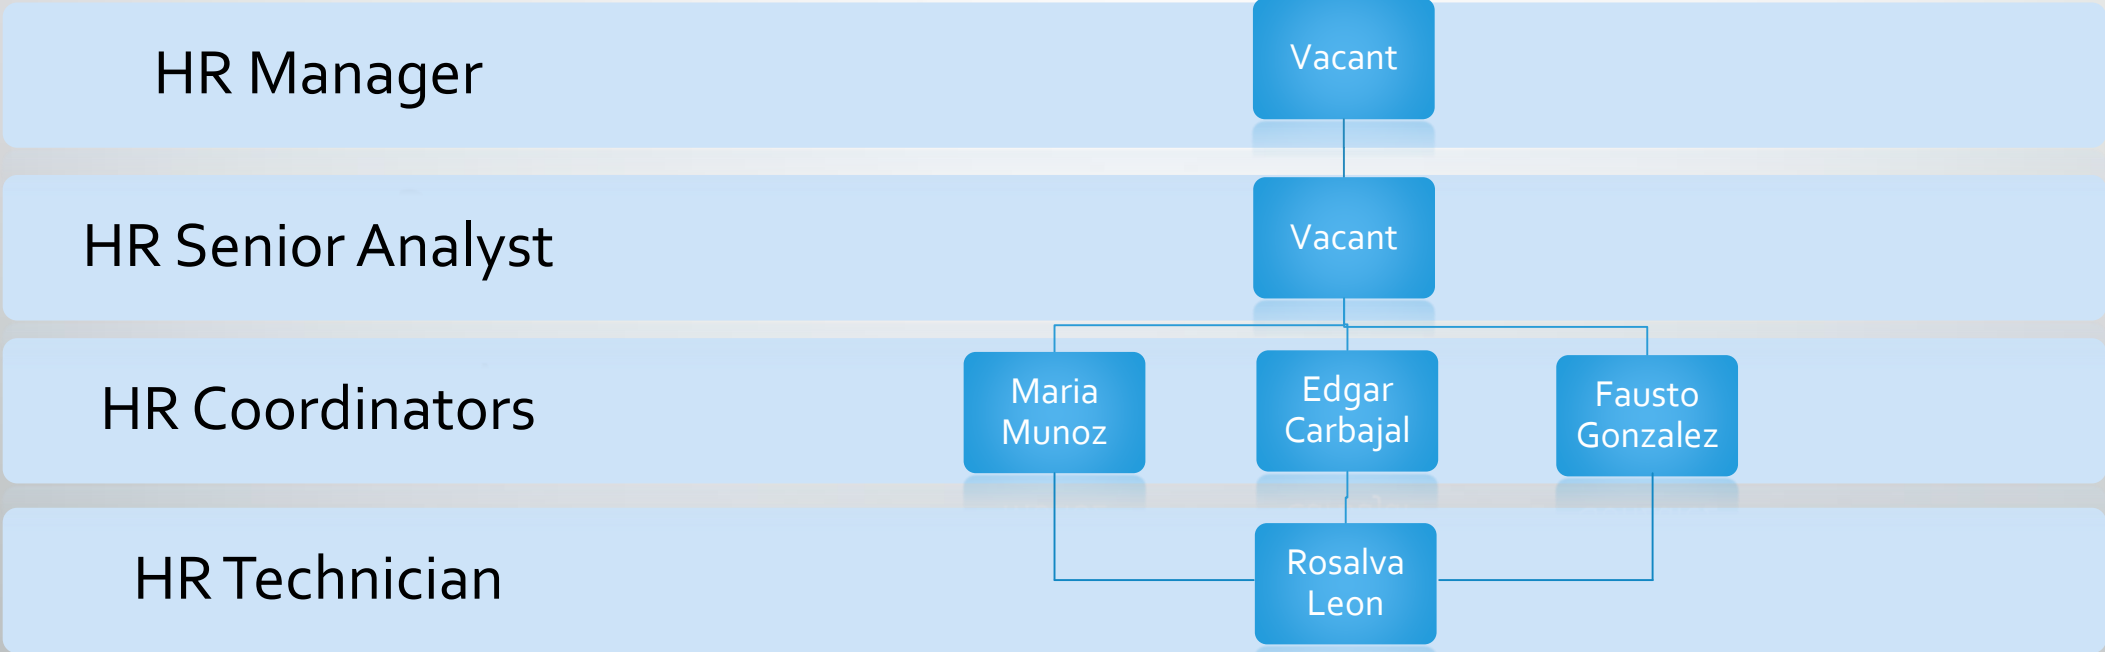 HR Manager
Vacant
HR Senior Analyst
Vacant
HR Coordinators
Maria
Munoz
Edgar
Carbajal
Fausto
Gonzalez
HR Technician
Rosalva
Leon